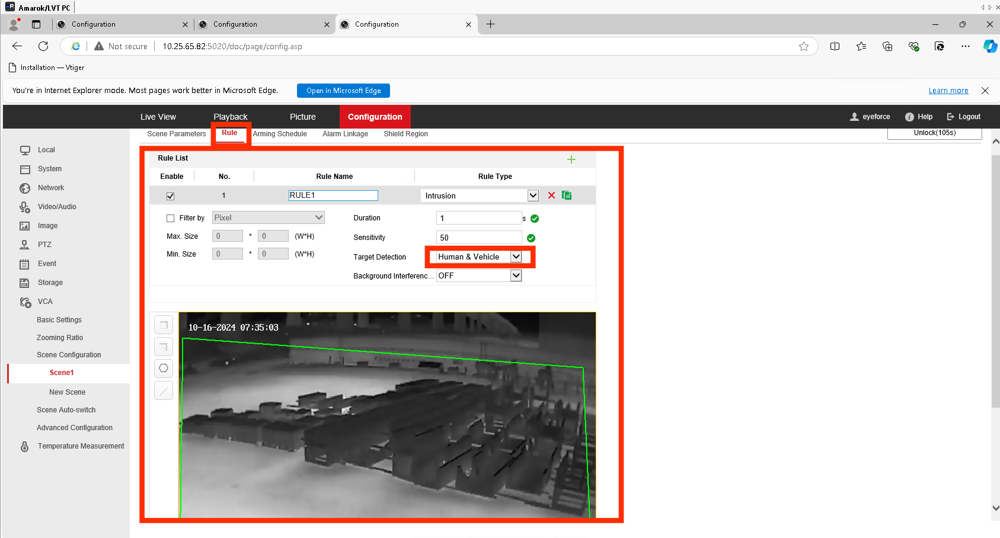 Amarok/LVT PC
Configuration
Configuration
Configuration
Not secure
10.25.65.82:5020/doc/page/config.asp
Installation — Vtiger
You're in Internet Explorer mode. Most pages work better in Microsoft Edge.
Open in Microsoft Edge
Learn more
Live View
Playback
Picture
Configuration
eyeforce
Help
Logout
Scene Parameters
Rule
Arming Schedule
Alarm Linkage
Shield Region
Unlock(105s)
Local
System
Network
Video/Audio
Image
PTZ
Event
Storage
VCA
Basic Settings
Zooming Ratio
Scene Configuration
Scene1
New Scene
Scene Auto-switch
Advanced Configuration
Temperature Measurement
Rule List
Enable
No.
Rule Name
Rule Type
1
RULE1
Intrusion
Filter by
Pixel
Duration
1
s
Max. Size
0
*
0
(W*H)
Sensitivity
50
Min. Size
0
*
0
(W*H)
Target Detection
Human & Vehicle
Background Interferenc...
OFF
10-16-2024 07:35:03